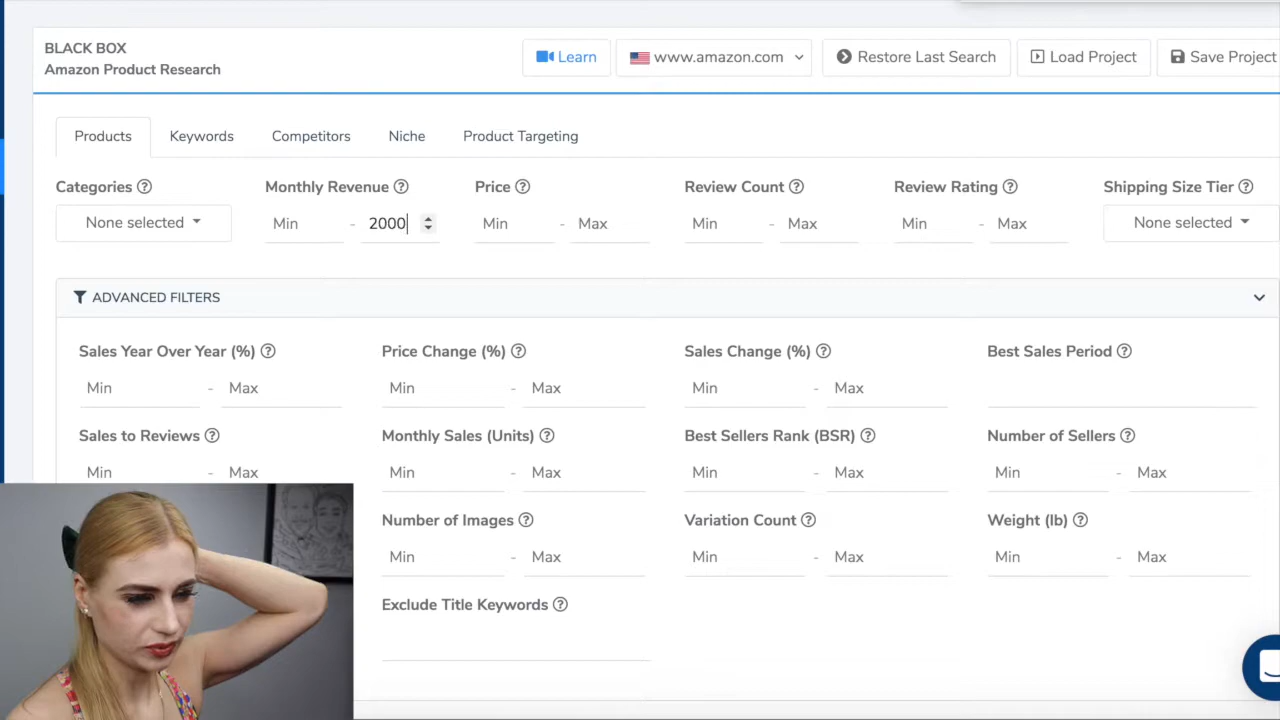 BLACK BOX
Amazon Product Research
Learn
www.amazon.com
Restore Last Search
Load Project
Save Project
Products
Keywords
Competitors
Niche
Product Targeting
Categories
Monthly Revenue
Price
Review Count
Review Rating
Shipping Size Tier
None selected
Min - 2000
Min - Max
Min - Max
Min - Max
None selected
ADVANCED FILTERS
Sales Year Over Year (%)
Price Change (%)
Sales Change (%)
Best Sales Period
Min - Max
Min - Max
Min - Max
Sales to Reviews
Monthly Sales (Units)
Best Sellers Rank (BSR)
Number of Sellers
Min - Max
Min - Max
Min - Max
Min - Max
Number of Images
Variation Count
Weight (lb)
Min - Max
Min - Max
Min - Max
Exclude Title Keywords